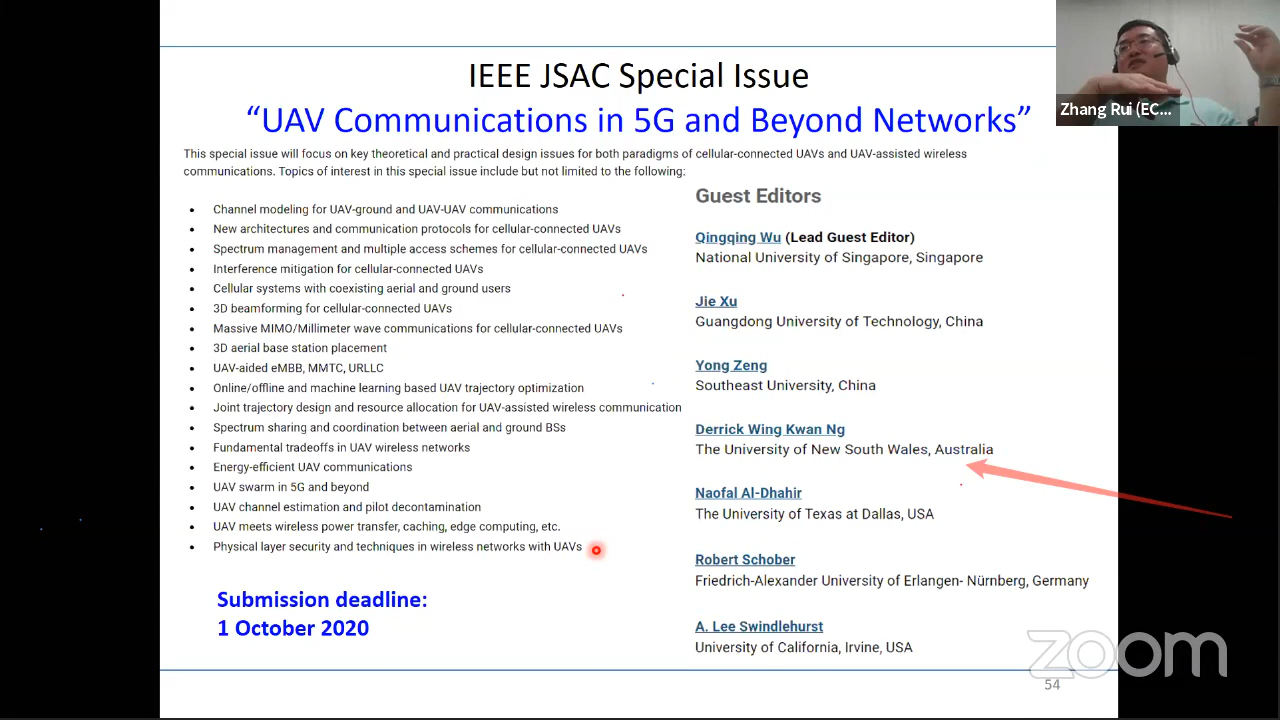 IEEE JSAC Special Issue
“UAV Communications in 5G and Beyond Networks”
This special issue will focus on key theoretical and practical design issues for both paradigms of cellular-connected UAVs and UAV-assisted wireless
communications. Topics of interest in this special issue include but not limited to the following:
• Channel modeling for UAV-ground and UAV-UAV communications
• New architectures and communication protocols for cellular-connected UAVs
• Spectrum management and multiple access schemes for cellular-connected UAVs
• Interference mitigation for cellular-connected UAVs
• Cellular systems with coexisting aerial and ground users
• 3D beamforming for cellular-connected UAVs
• Massive MIMO/Millimeter wave communications for cellular-connected UAVs
• 3D aerial base station placement
• UAV-aided eMBB, MMTC, URLLC
• Online/offline and machine learning based UAV trajectory optimization
• Joint trajectory design and resource allocation for UAV-assisted wireless communication
• Spectrum sharing and coordination between aerial and ground BSs
• Fundamental tradeoffs in UAV wireless networks
• Energy-efficient UAV communications
• UAV swarm in 5G and beyond
• UAV channel estimation and pilot decontamination
• UAV meets wireless power transfer, caching, edge computing, etc.
• Physical layer security and techniques in wireless networks with UAVs
Submission deadline:
1 October 2020
Guest Editors
Qingqing Wu (Lead Guest Editor)
National University of Singapore, Singapore
Jie Xu
Guangdong University of Technology, China
Yong Zeng
Southeast University, China
Derrick Wing Kwan Ng
The University of New South Wales, Australia
Naofal Al-Dhahir
The University of Texas at Dallas, USA
Robert Schober
Friedrich-Alexander University of Erlangen- Nürnberg, Germany
A. Lee Swindlehurst
University of California, Irvine, USA
54
Zhang Rui (EC...
zoom